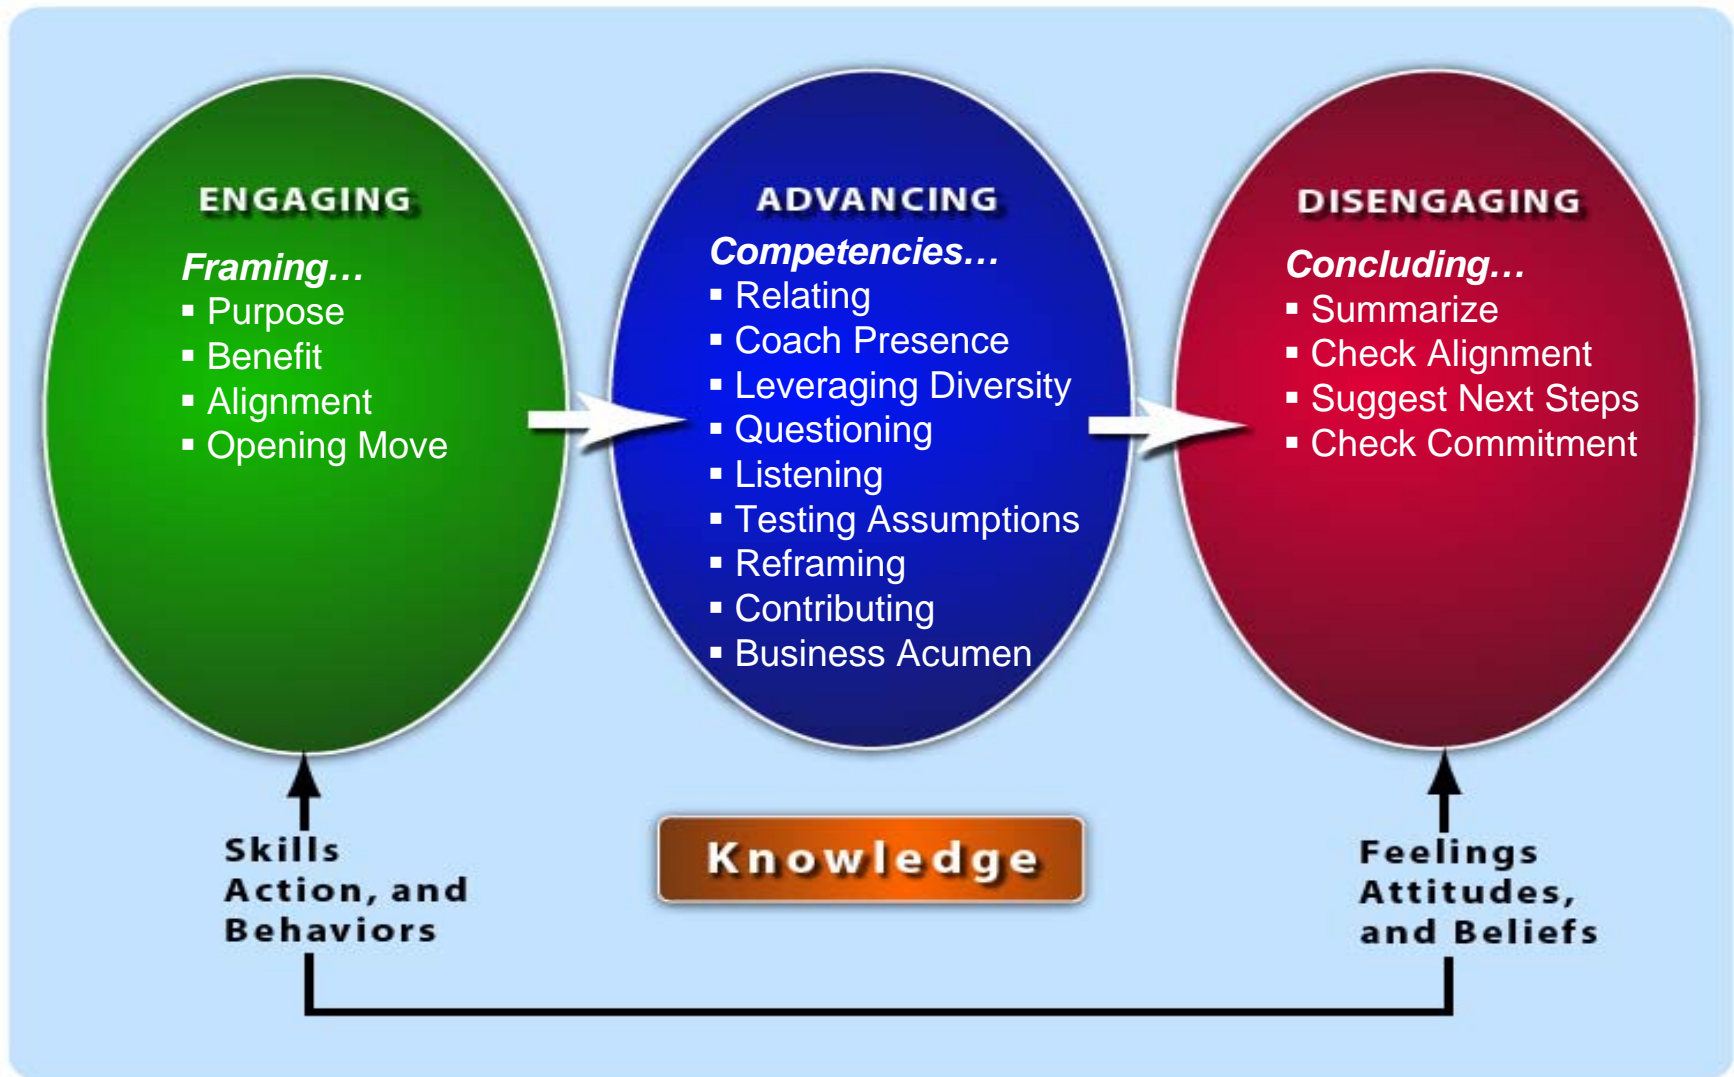 ENGAGING
Framing…
▪ Purpose
▪ Benefit
▪ Alignment
▪ Opening Move
ADVANCING
Competencies…
▪ Relating
▪ Coach Presence
▪ Leveraging Diversity
▪ Questioning
▪ Listening
▪ Testing Assumptions
▪ Reframing
▪ Contributing
▪ Business Acumen
DISENGAGING
Concluding…
▪ Summarize
▪ Check Alignment
▪ Suggest Next Steps
▪ Check Commitment
Skills
Action, and
Behaviors
Knowledge
Feelings
Attitudes,
and Beliefs